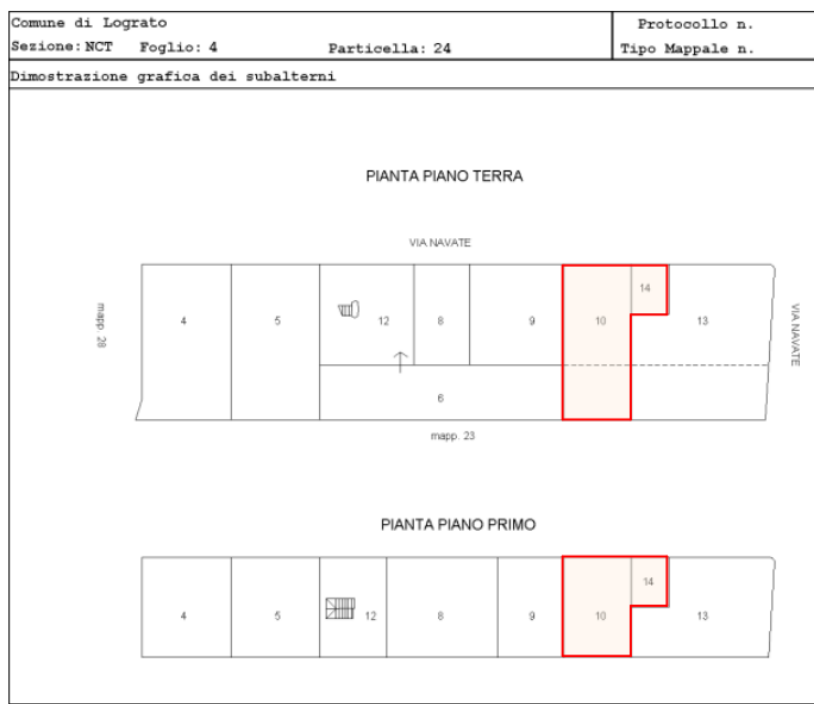 Comune di Lograto
Protocollo n.
Sezione: NCT Foglio: 4 Particella: 24
Tipo Mappale n.
Dimostrazione grafica dei subalterni
PIANTA PIANO TERRA
VIA NAVATE
mapp. 28
4
5
12
8
9
10
14
13
VIA NAVATE
6
mapp. 23
PIANTA PIANO PRIMO
4
5
12
8
9
10
14
13